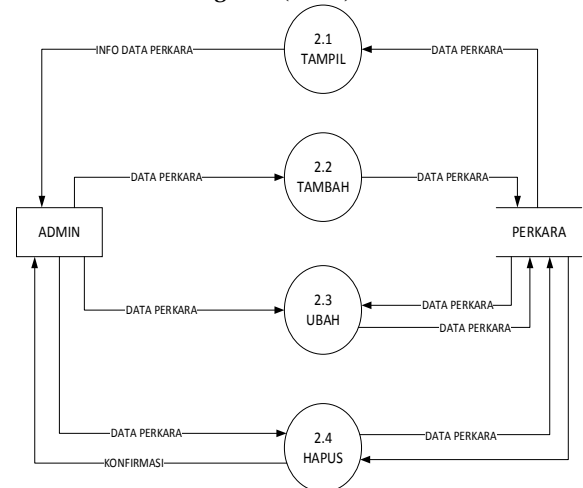 2.1
TAMPIL
INFO DATA PERKARA
DATA PERKARA
2.2
TAMBAH
DATA PERKARA
DATA PERKARA
ADMIN
PERKARA
2.3
UBAH
DATA PERKARA
DATA PERKARA
DATA PERKARA
2.4
HAPUS
DATA PERKARA
DATA PERKARA
KONFIRMASI